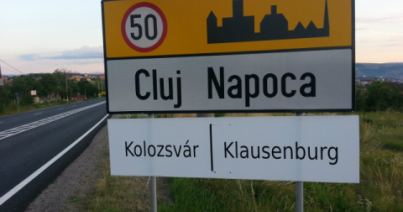 50
Cluj Napoca
Kolozsvár | Klausenburg